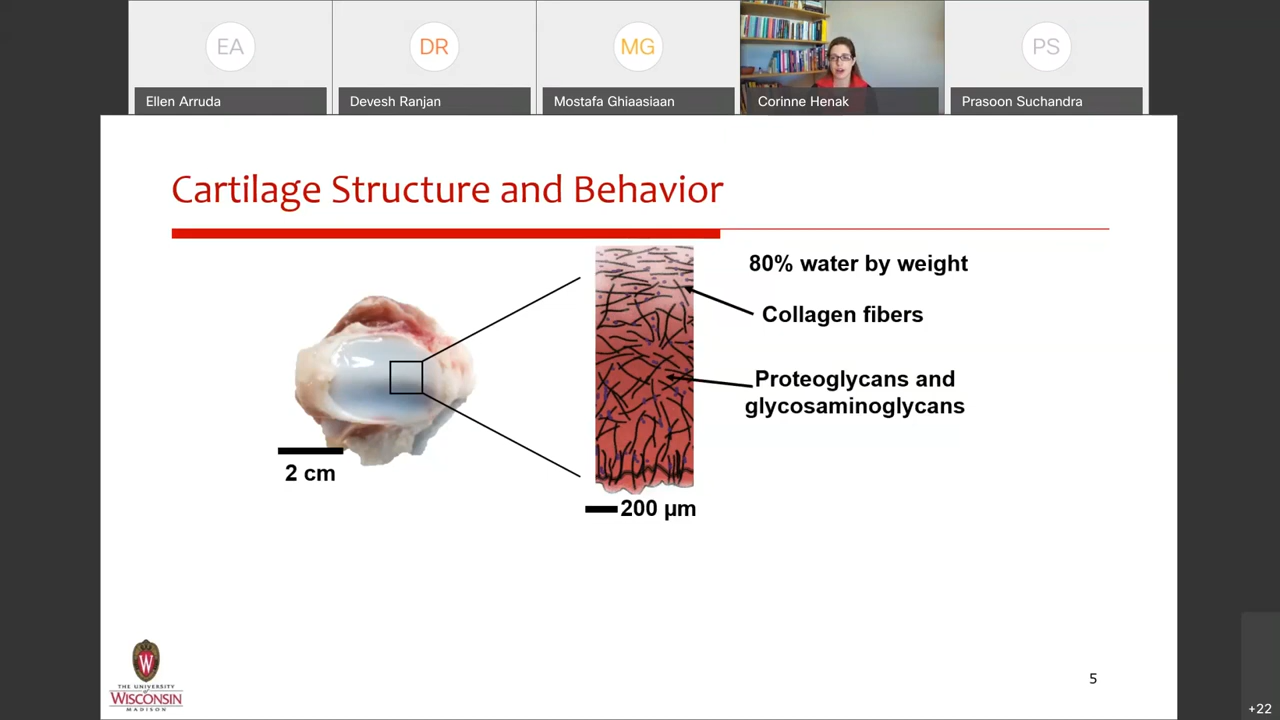 EA
DR
MG
PS
Ellen Arruda
Devesh Ranjan
Mostafa Ghiaasiaan
Corinne Henak
Prasoon Suchandra
Cartilage Structure and Behavior
80% water by weight
Collagen fibers
Proteoglycans and
glycosaminoglycans
2 cm
200 µm
W
THE UNIVERSITY
of
WISCONSIN
MADISON
5
+22